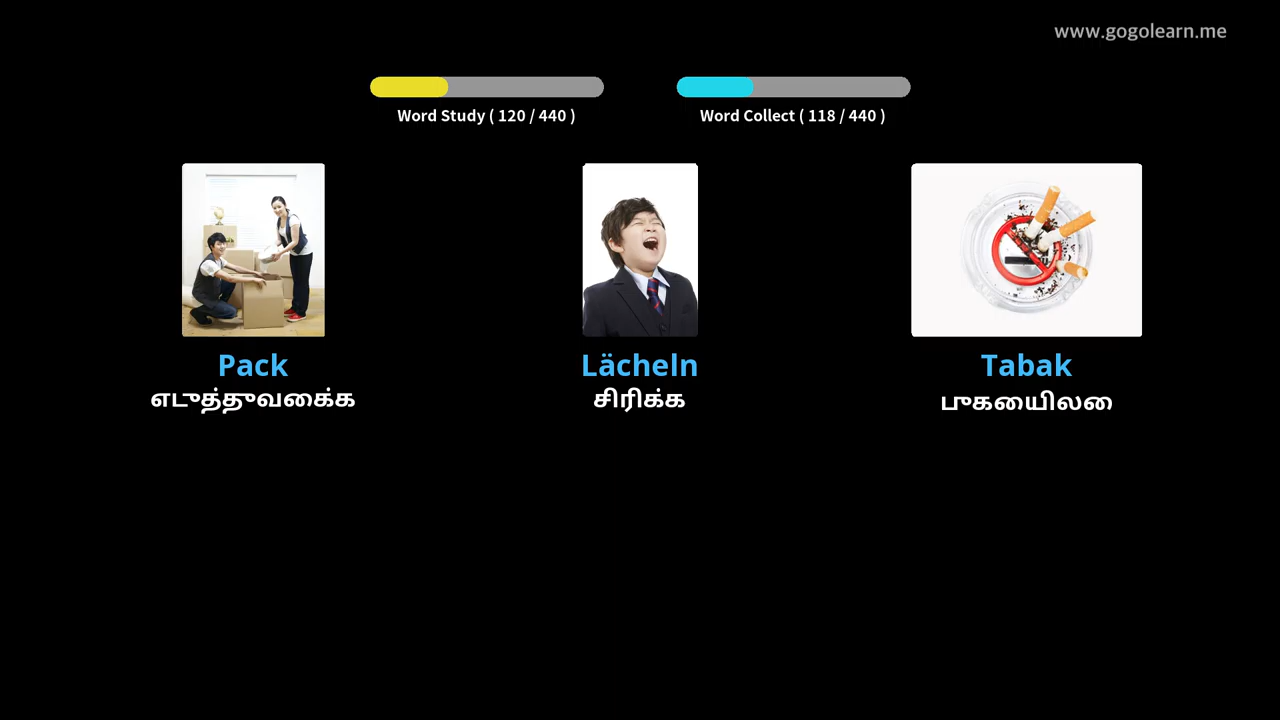 www.gogolearn.me
Word Study ( 120 / 440 )
Word Collect ( 118 / 440 )
Pack
எடுத்துவைக்க
Lächeln
சிரிக்க
Tabak
புகையிலை